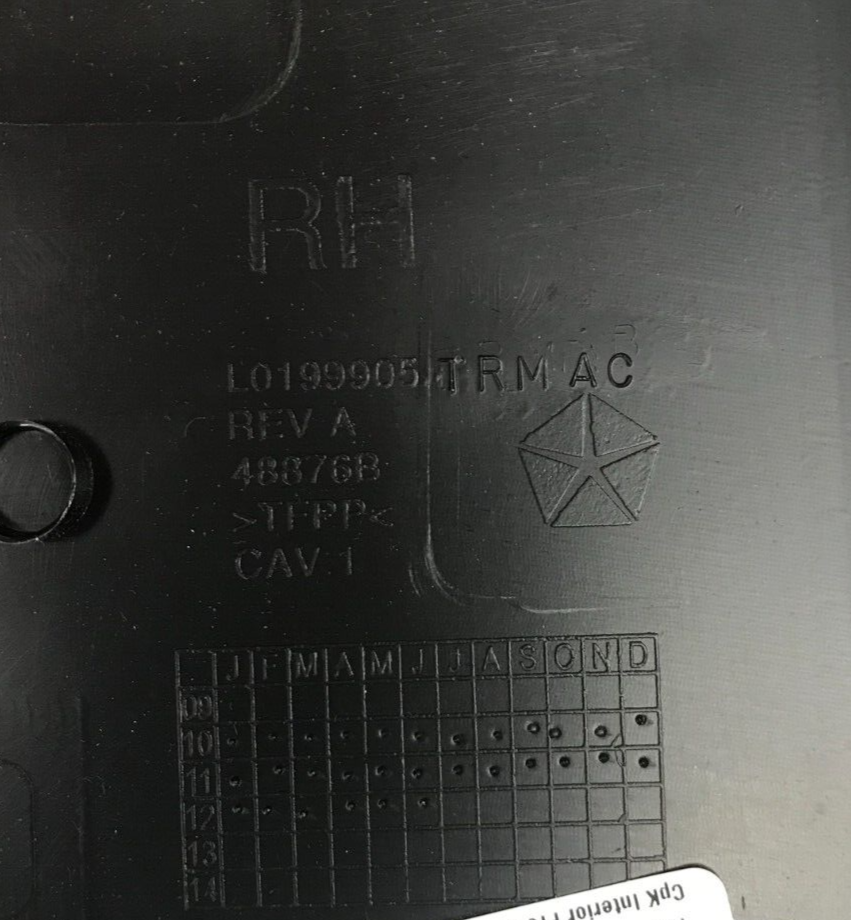 RH
L0199905 TRMAC
REV A
48876B
>TFPP<
CAV 1
J F M A M J J A S O N D
09
10
11
12
13
14
CpK Interior